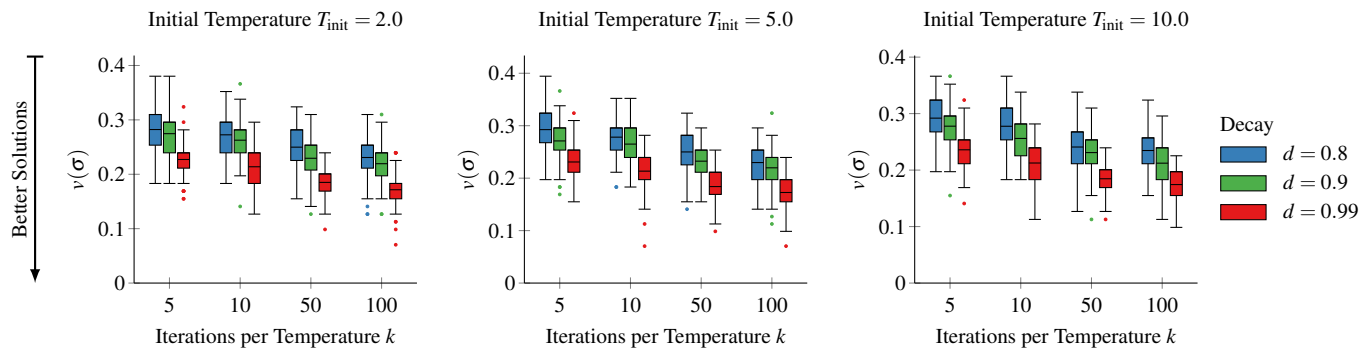 Initial Temperature T_init = 2.0
Initial Temperature T_init = 5.0
Initial Temperature T_init = 10.0
Better Solutions
v(σ)
0.4
0.3
0.2
0.1
0
5 10 50 100
Iterations per Temperature k
v(σ)
0.4
0.3
0.2
0.1
0
5 10 50 100
Iterations per Temperature k
v(σ)
0.4
0.3
0.2
0.1
0
5 10 50 100
Iterations per Temperature k
Decay
d = 0.8
d = 0.9
d = 0.99